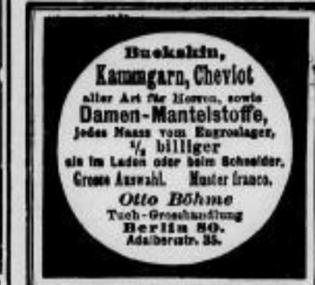 Buckskin,
Kammgarn, Cheviot
aller Art für Herren, sowie
Damen-Mantelstoffe,
jedes Maass vom Engroslager,
⅓ billiger
als im Laden oder beim Schneider.
Grosse Auswahl. Muster franco.
Otto Böhme
Tuch-Grosshandlung
Berlin SO.
Adalberstr. 35.